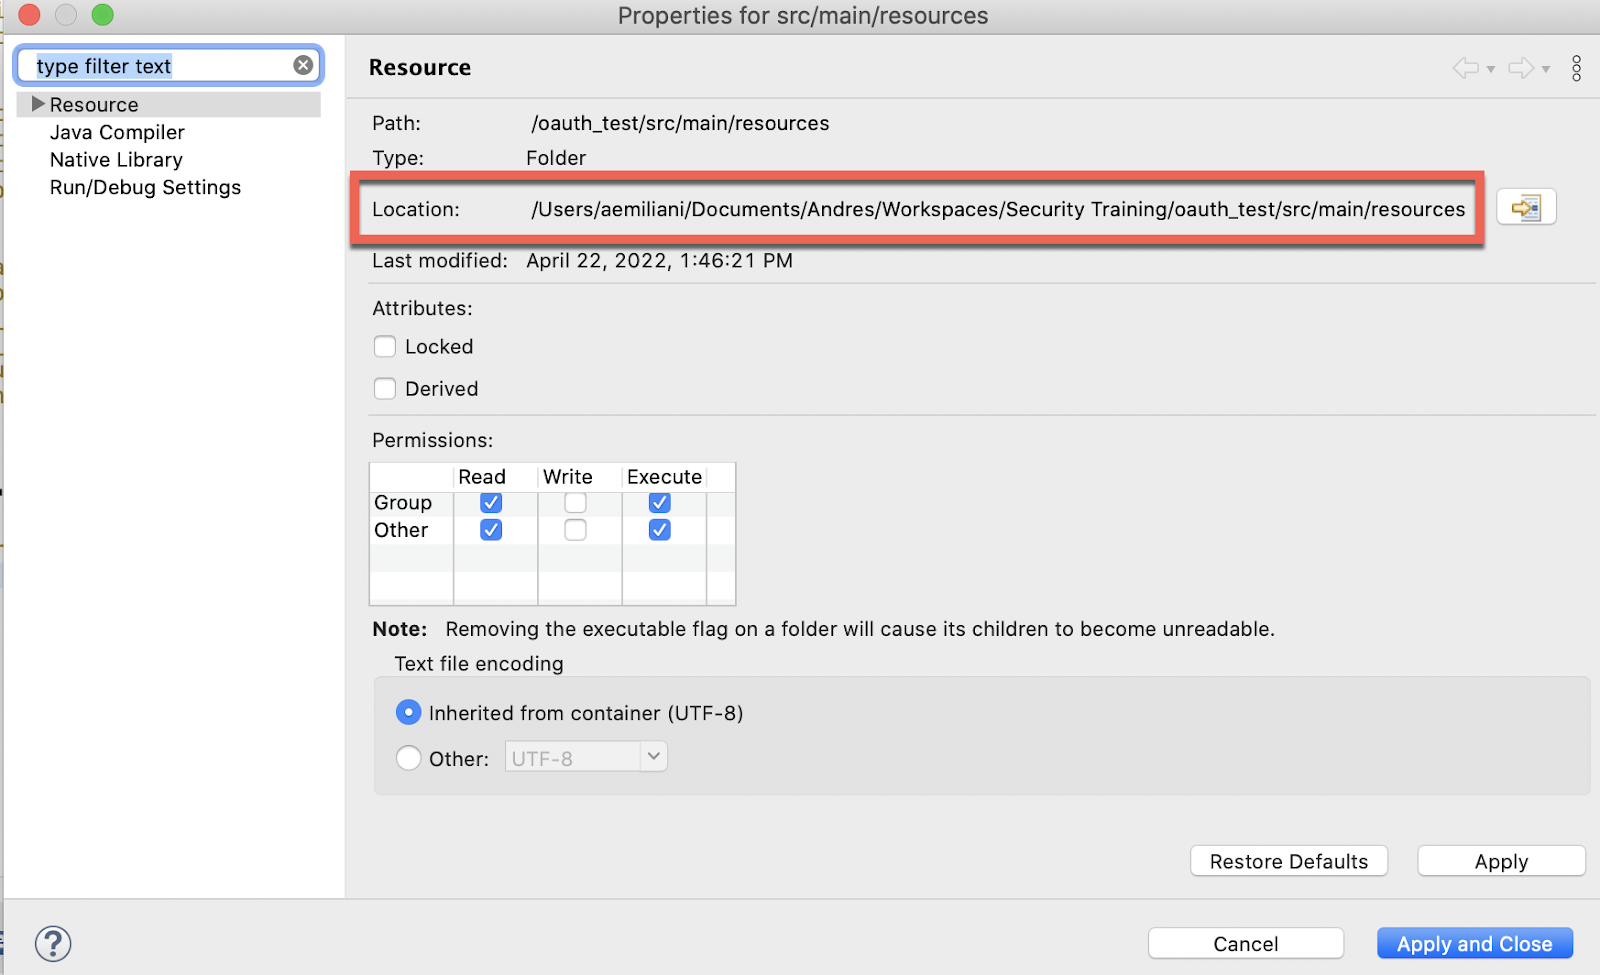 Properties for src/main/resources
type filter text
Resource
Java Compiler
Native Library
Run/Debug Settings
Resource
Path: /oauth_test/src/main/resources
Type: Folder
Location: /Users/aemiliani/Documents/Andres/Workspaces/Security Training/oauth_test/src/main/resources
Last modified: April 22, 2022, 1:46:21 PM
Attributes:
Locked
Derived
Permissions:
Read Write Execute
Group
Other
Note: Removing the executable flag on a folder will cause its children to become unreadable.
Text file encoding
Inherited from container (UTF-8)
Other: UTF-8
Restore Defaults Apply
? Cancel Apply and Close